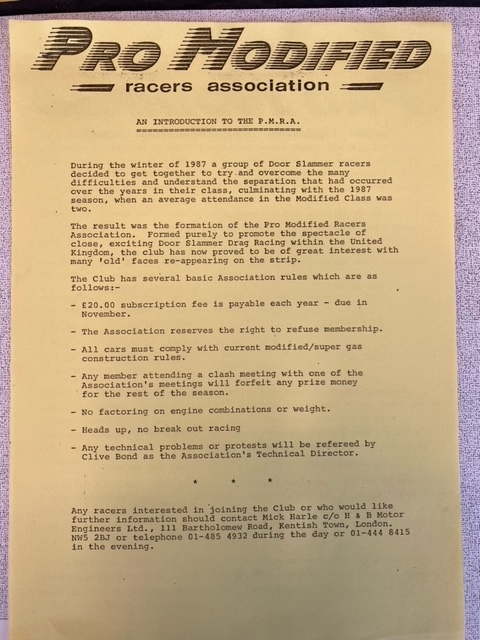 PRO MODIFIED
racers association
AN INTRODUCTION TO THE P.M.R.A.
During the winter of 1987 a group of Door Slammer racers
decided to get together to try and overcome the many
difficulties and understand the separation that had occurred
over the years in their class, culminating with the 1987
season, when an average attendance in the Modified Class was
two.
The result was the formation of the Pro Modified Racers
Association. Formed purely to promote the spectacle of
close, exciting Door Slammer Drag Racing within the United
Kingdom, the club has now proved to be of great interest with
many 'old' faces re-appearing on the strip.
The Club has several basic Association rules which are as
follows:-
- £20.00 subscription fee is payable each year - due in
November.
- The Association reserves the right to refuse membership.
- All cars must comply with current modified/super gas
construction rules.
- Any member attending a clash meeting with one of the
Association's meetings will forfeit any prize money
for the rest of the season.
- No factoring on engine combinations or weight.
- Heads up, no break out racing
- Any technical problems or protests will be refereed by
Clive Bond as the Association's Technical Director.
* * *
Any racers interested in joining the Club or who would like
further information should contact Mick Harle c/o H & B Motor
Engineers Ltd., 111 Bartholomew Road, Kentish Town, London.
NW5 2BJ or telephone 01-485 4932 during the day or 01-444 8415
in the evening.